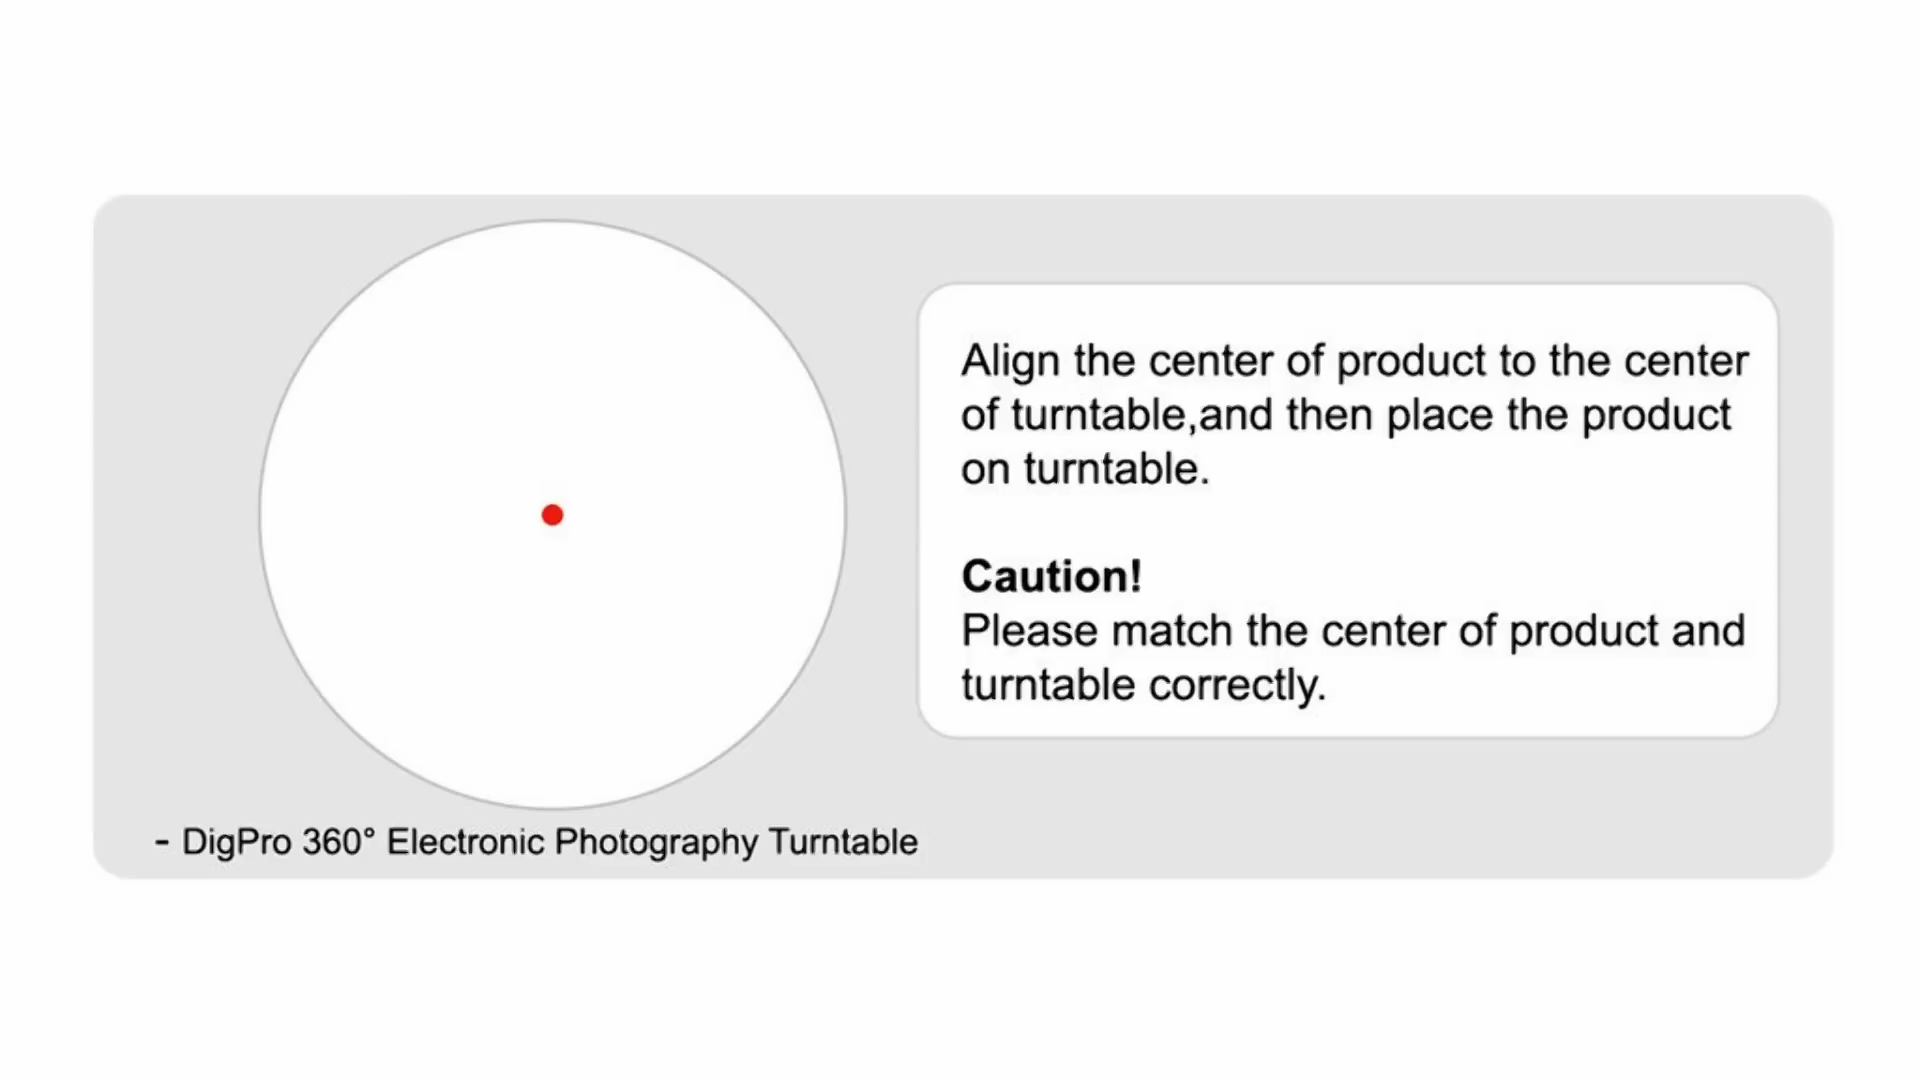 Align the center of product to the center
of turntable,and then place the product
on turntable.
Caution!
Please match the center of product and
turntable correctly.
- DigPro 360° Electronic Photography Turntable